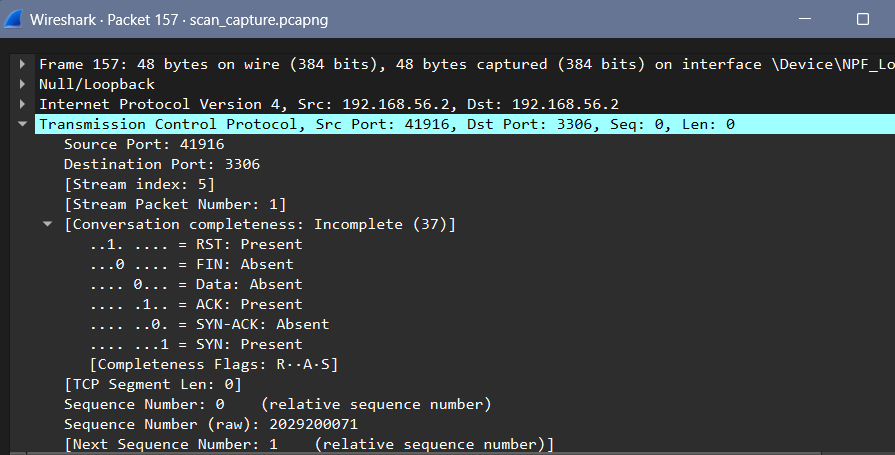 Wireshark · Packet 157 · scan_capture.pcapng
Frame 157: 48 bytes on wire (384 bits), 48 bytes captured (384 bits) on interface \Device\NPF_Lo
Null/Loopback
Internet Protocol Version 4, Src: 192.168.56.2, Dst: 192.168.56.2
Transmission Control Protocol, Src Port: 41916, Dst Port: 3306, Seq: 0, Len: 0
Source Port: 41916
Destination Port: 3306
[Stream index: 5]
[Stream Packet Number: 1]
[Conversation completeness: Incomplete (37)]
..1. .... = RST: Present
...0 .... = FIN: Absent
.... 0... = Data: Absent
.... .1.. = ACK: Present
.... ..0. = SYN-ACK: Absent
.... ...1 = SYN: Present
[Completeness Flags: R··A·S]
[TCP Segment Len: 0]
Sequence Number: 0    (relative sequence number)
Sequence Number (raw): 2029200071
[Next Sequence Number: 1    (relative sequence number)]